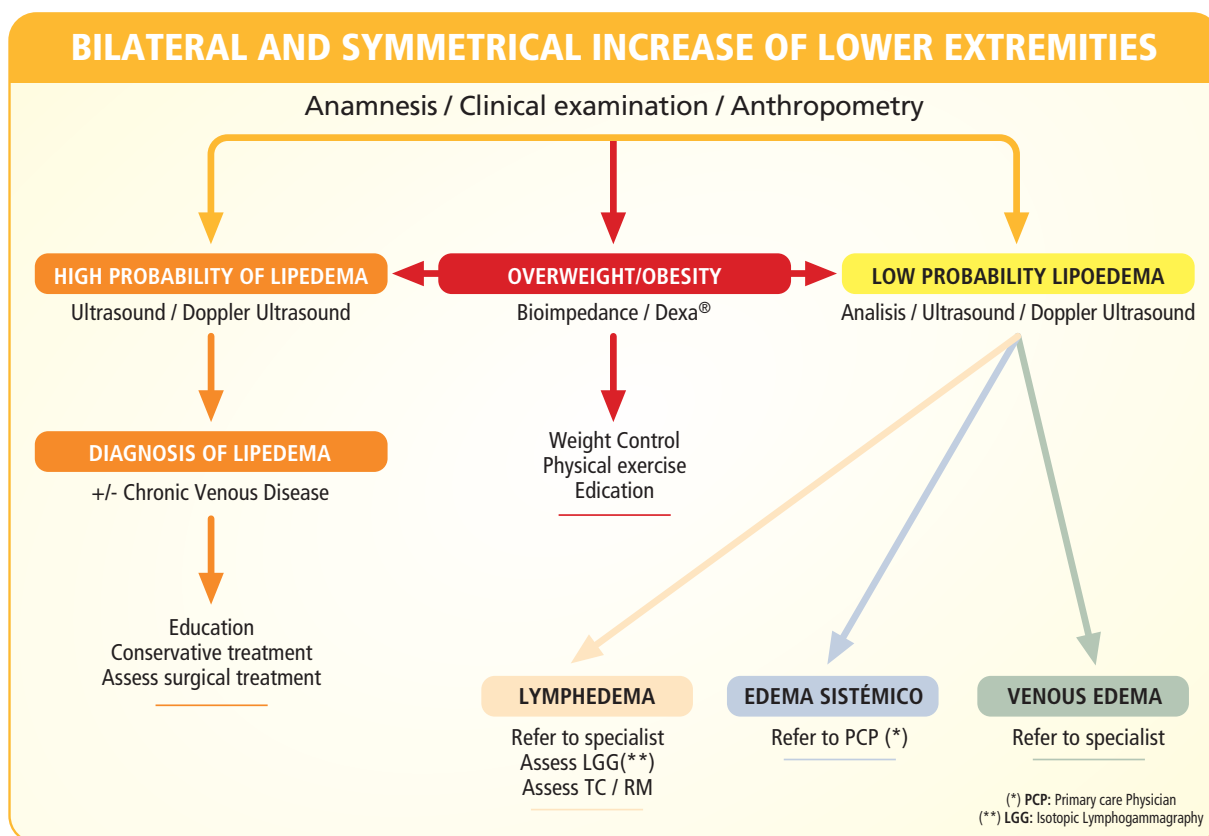 BILATERAL AND SYMMETRICAL INCREASE OF LOWER EXTREMITIES
Anamnesis / Clinical examination / Anthropometry
HIGH PROBABILITY OF LIPEDEMA
Ultrasound / Doppler Ultrasound
OVERWEIGHT/OBESITY
Bioimpedance / Dexa®
LOW PROBABILITY LIPOEDEMA
Analisis / Ultrasound / Doppler Ultrasound
DIAGNOSIS OF LIPEDEMA
+/- Chronic Venous Disease
Weight Control
Physical exercise
Edication
Education
Conservative treatment
Assess surgical treatment
LYMPHEDEMA
Refer to specialist
Assess LGG(**)
Assess TC / RM
EDEMA SISTÉMICO
Refer to PCP (*)
VENOUS EDEMA
Refer to specialist
(*) PCP: Primary care Physician
(**) LGG: Isotopic Lymphogammagraphy